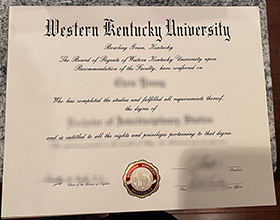 Western Kentucky University
Bowling Green, Kentucky
The Board of Regents of Western Kentucky University upon
Recommendation of the Faculty, have conferred on
Who has completed the studies and fulfilled all requirements thereof,
the degree of
and is entitled to all the rights and privileges pertaining to that degree.